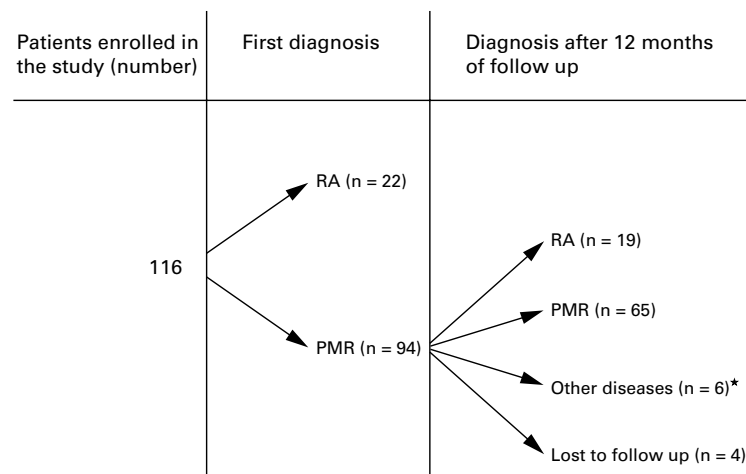 Patients enrolled in
the study (number)
First diagnosis
Diagnosis after 12 months
of follow up
116
RA (n = 22)
PMR (n = 94)
RA (n = 19)
PMR (n = 65)
Other diseases (n = 6)★
Lost to follow up (n = 4)